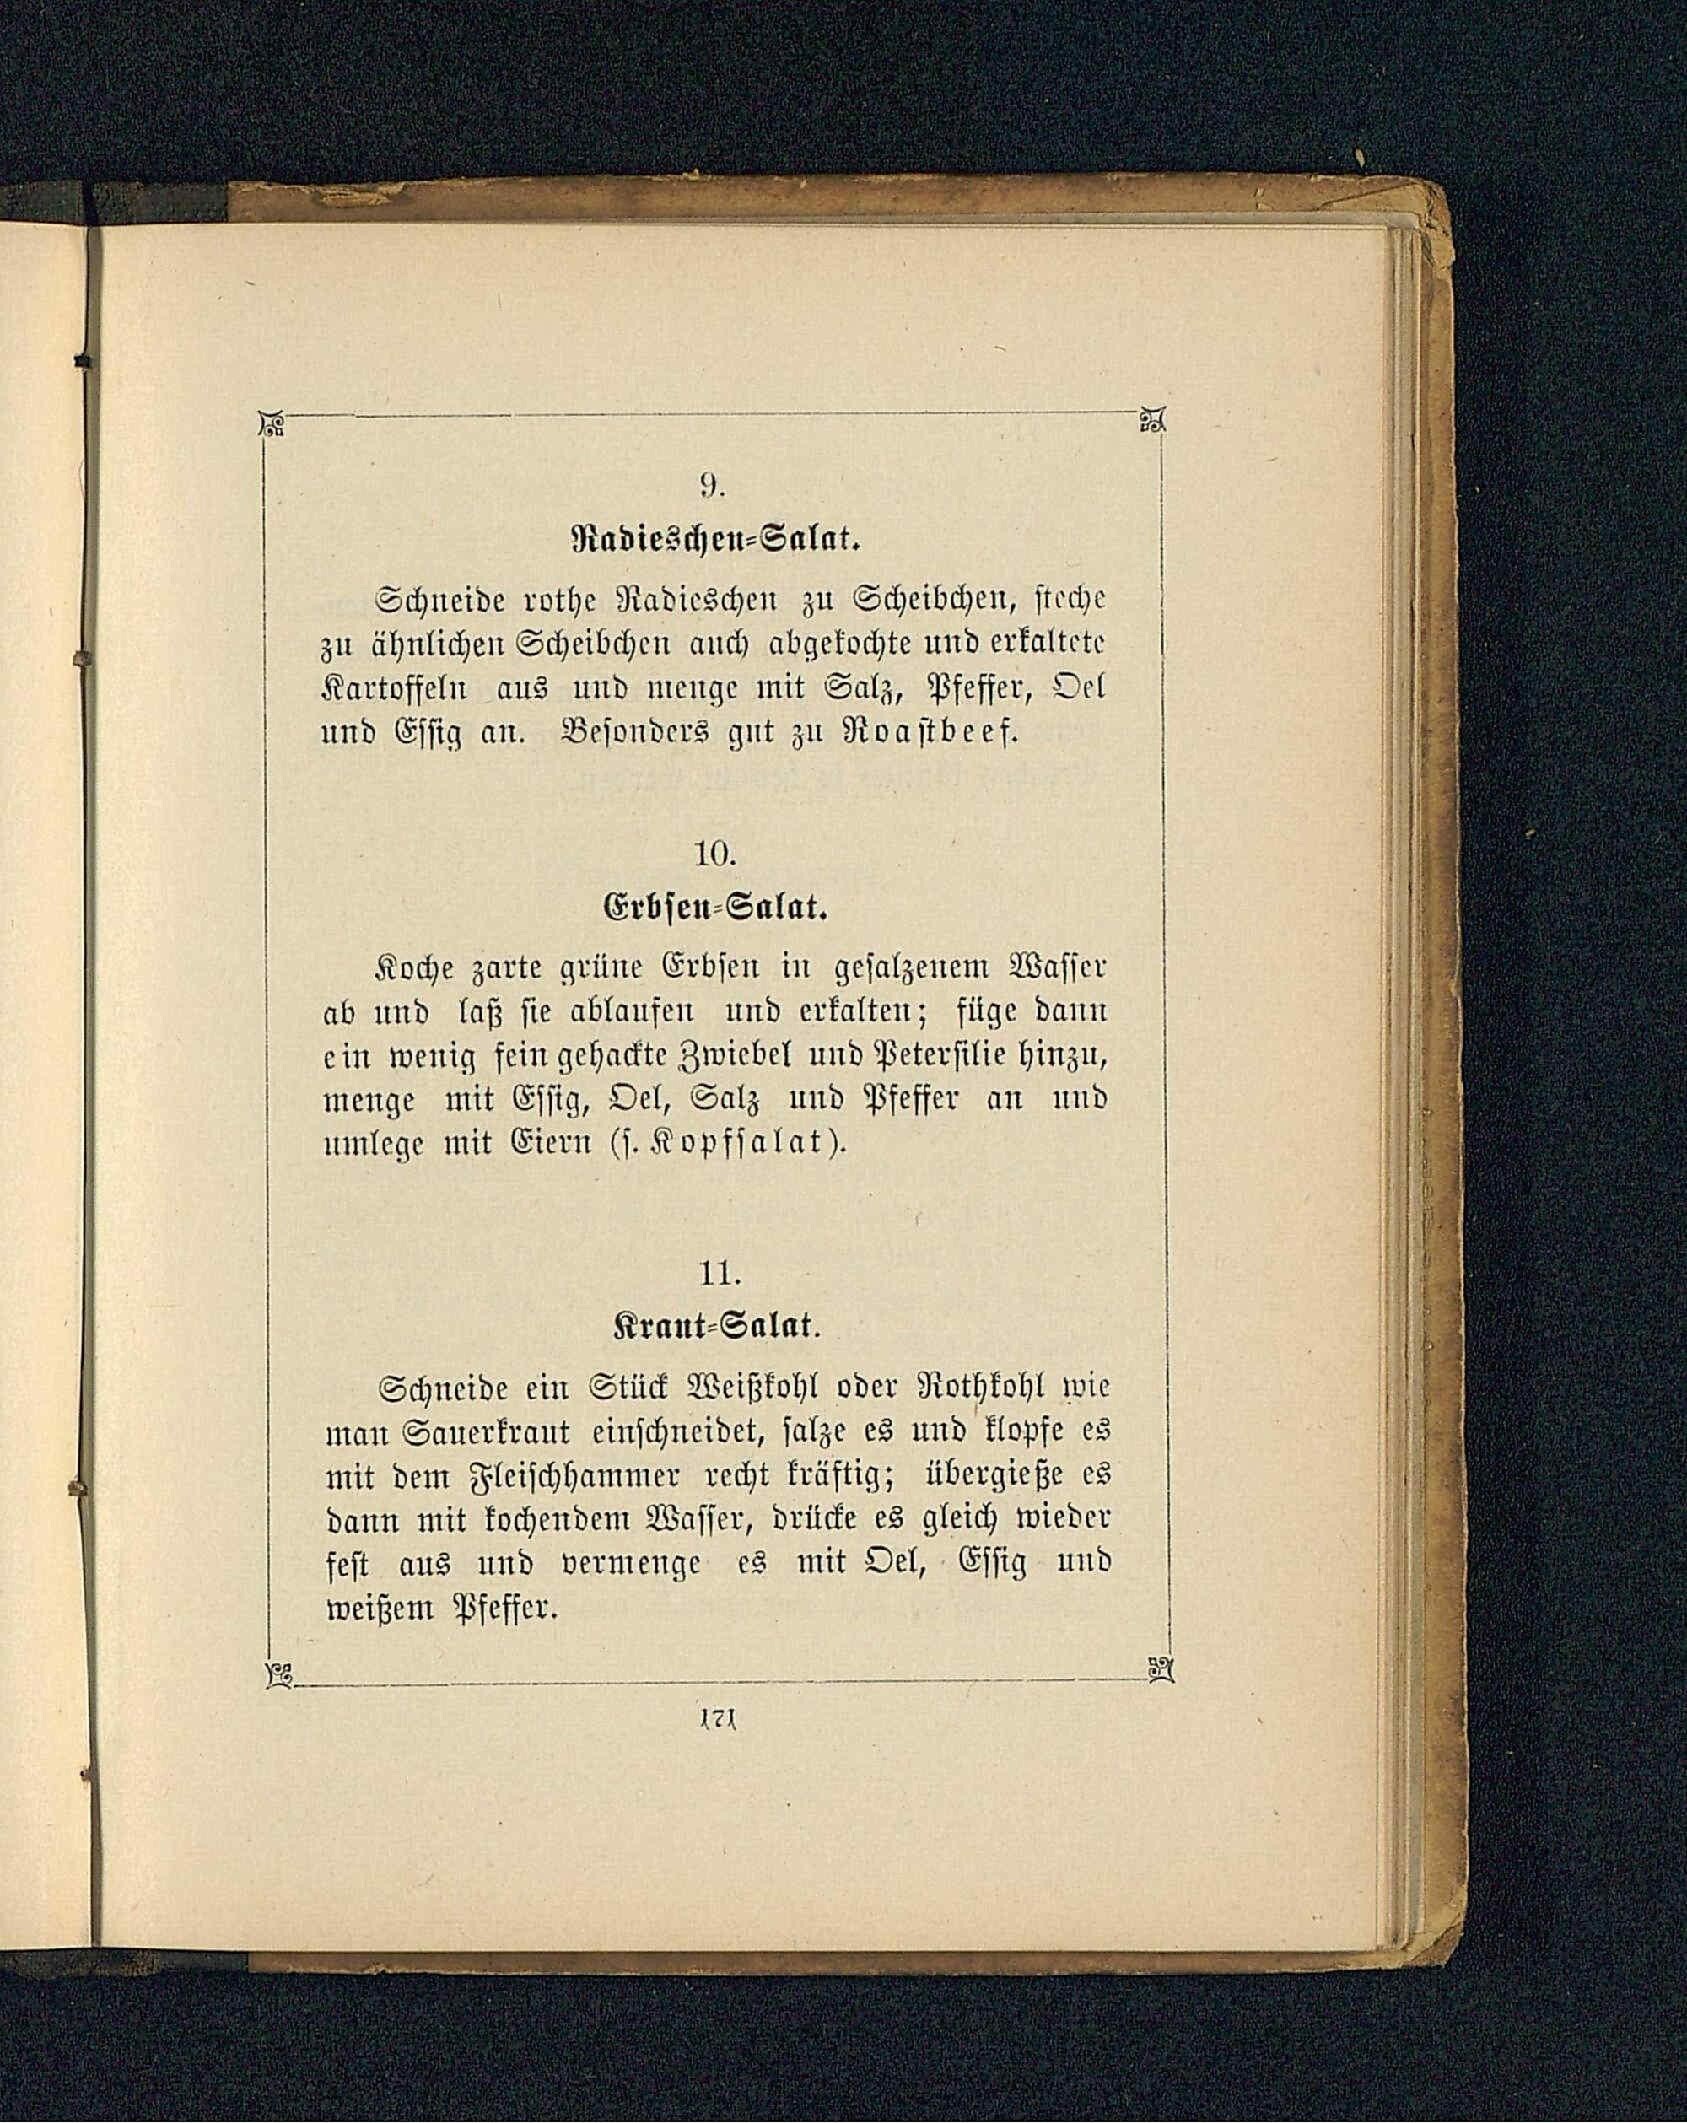 9.
Radieschen-Salat.
Schneide rothe Radieschen zu Scheibchen, steche
zu ähnlichen Scheibchen auch abgekochte und erkaltete
Kartoffeln aus und menge mit Salz, Pfeffer, Oel
und Essig an. Besonders gut zu Roastbeef.
10.
Erbsen-Salat.
Koche zarte grüne Erbsen in gesalzenem Wasser
ab und laß sie ablaufen und erkalten; füge dann
ein wenig fein gehackte Zwiebel und Petersilie hinzu,
menge mit Essig, Oel, Salz und Pfeffer an und
umlege mit Eiern (s. Kopfsalat).
11.
Kraut-Salat.
Schneide ein Stück Weißkohl oder Rothkohl wie
man Sauerkraut einschneidet, salze es und klopfe es
mit dem Fleischhammer recht kräftig; übergieße es
dann mit kochendem Wasser, drücke es gleich wieder
fest aus und vermenge es mit Oel, Essig und
weißem Pfeffer.
171